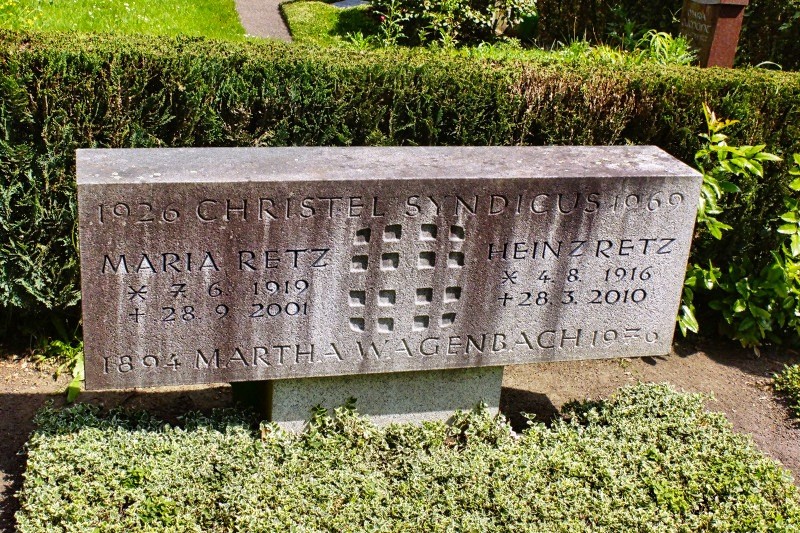 1926 CHRISTEL SYNDICUS 1969
MARIA RETZ
* 7. 6. 1919
+ 28. 9. 2001
HEINZ RETZ
* 4. 8. 1916
+ 28. 3. 2010
1894 MARTHA WAGENBACH 1976